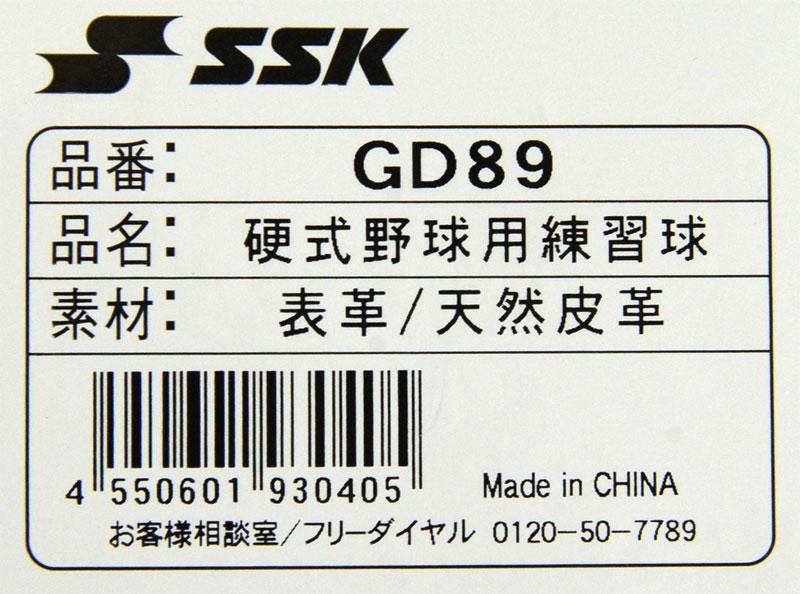 SSK
品番： GD89
品名： 硬式野球用練習球
素材： 表革/天然皮革
4 550601 930405
Made in CHINA
お客様相談室/フリーダイヤル 0120-50-7789